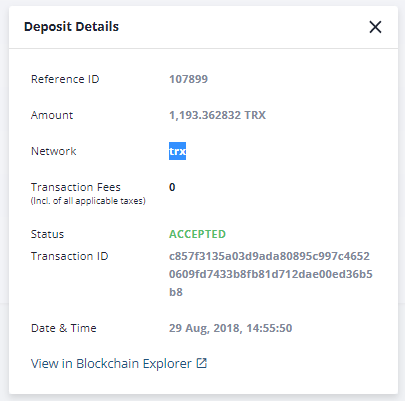 Deposit Details
Reference ID 107899
Amount 1,193.362832 TRX
Network trx
Transaction Fees 0
(Incl. of all applicable taxes)
Status ACCEPTED
Transaction ID c857f3135a03d9ada80895c997c4652
0609fd7433b8fb81d712dae00ed36b5
b8
Date & Time 29 Aug, 2018, 14:55:50
View in Blockchain Explorer